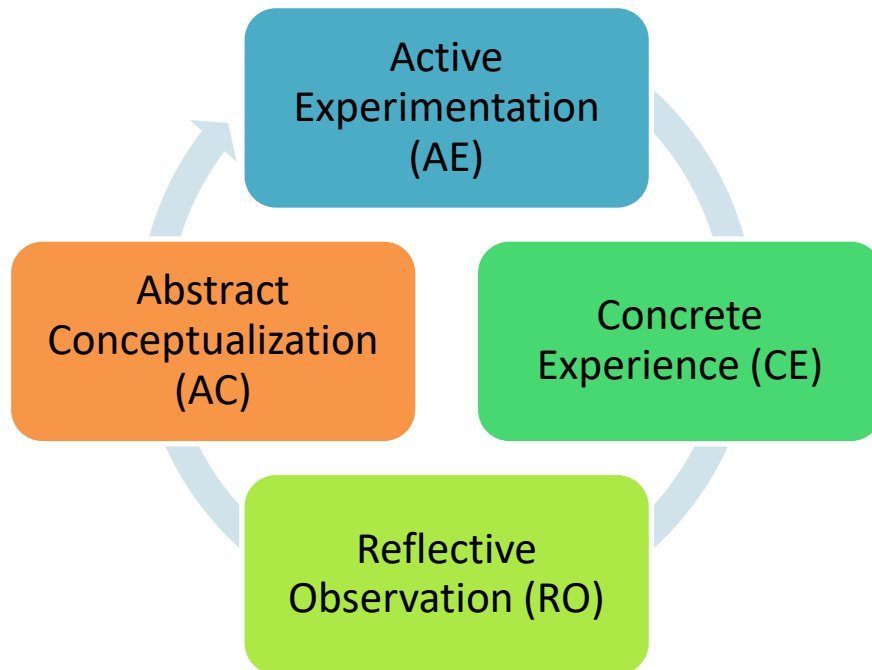 Active
Experimentation
(AE)
Concrete
Experience (CE)
Reflective
Observation (RO)
Abstract
Conceptualization
(AC)